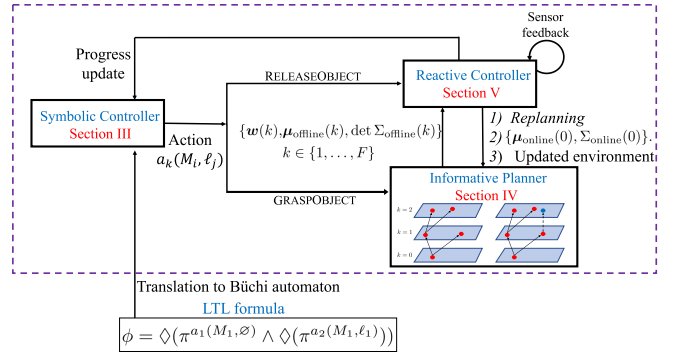 Sensor
feedback
Progress
update
RELEASEOBJECT
Reactive Controller
Section V
Symbolic Controller
Section III
Action
a_k(M_i, ℓ_j)
{w(k),μ_offline(k), det Σ_offline(k)}
k ∈ {1, . . . , F}
1) Replanning
2) {μ_online(0), Σ_online(0)}.
3) Updated environment
Informative Planner
Section IV
GRASPOBJECT
k = 2
k = 1
k = 0
Translation to Büchi automaton
LTL formula
ϕ = ◊(π^{a_1(M_1,∅)} ∧ ◊(π^{a_2(M_1,ℓ_1)}))